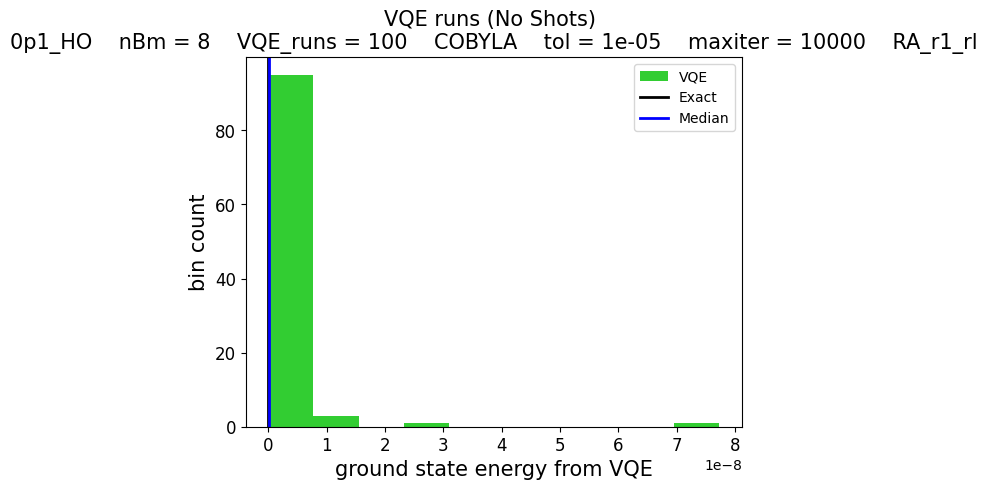 VQE runs (No Shots)
0p1_HO    nBm = 8    VQE_runs = 100    COBYLA    tol = 1e-05    maxiter = 10000    RA_r1_rl
VQE
Exact
Median
bin count
80
60
40
20
0
0 1 2 3 4 5 6 7 8
1e-8
ground state energy from VQE